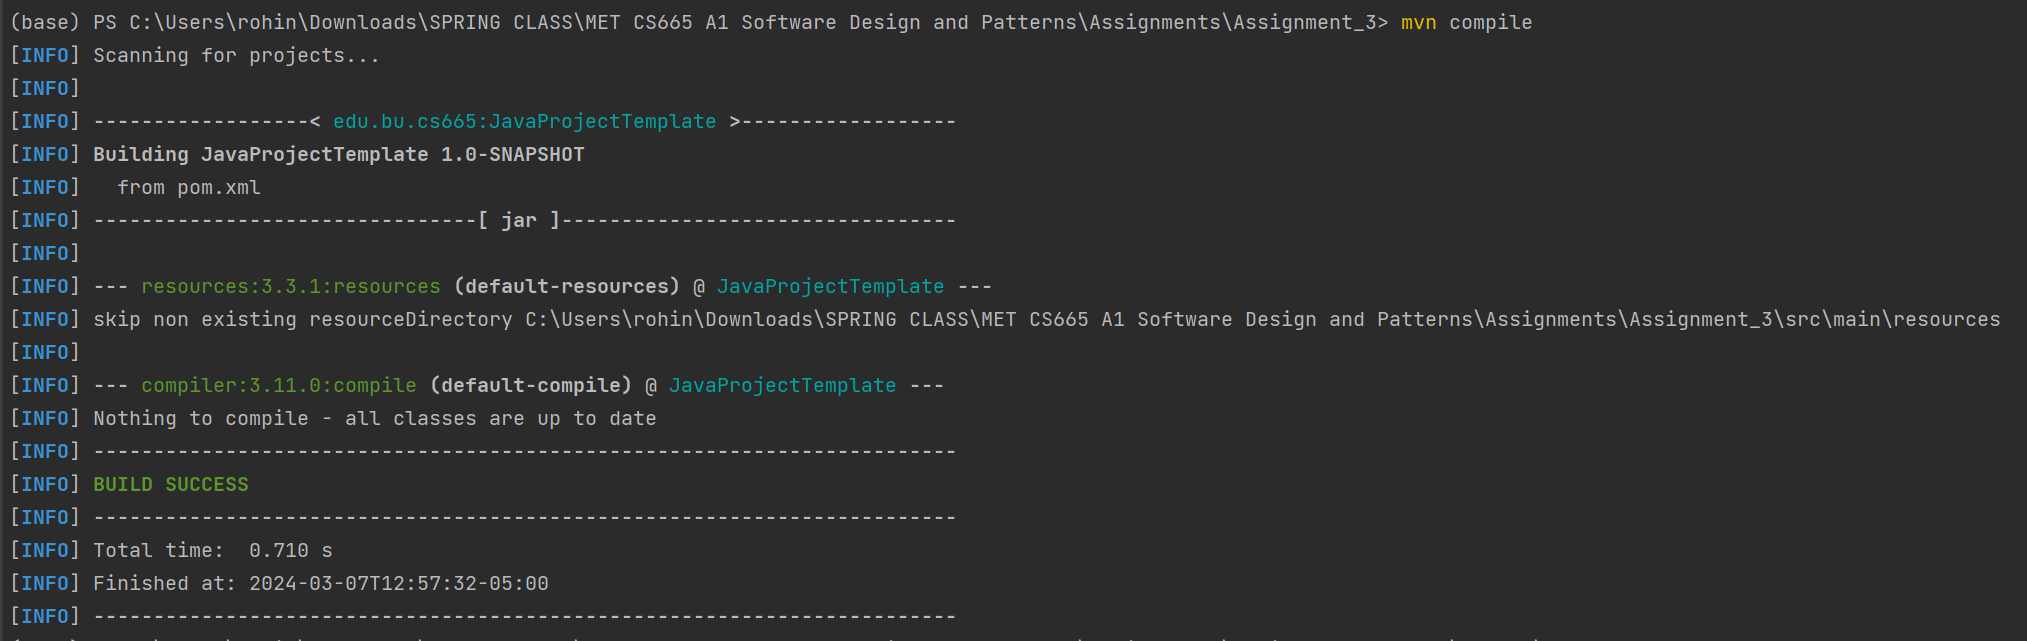 (base) PS C:\Users\rohin\Downloads\SPRING CLASS\MET CS665 A1 Software Design and Patterns\Assignments\Assignment_3> mvn compile
[INFO] Scanning for projects...
[INFO]
[INFO] ------------------< edu.bu.cs665:JavaProjectTemplate >------------------
[INFO] Building JavaProjectTemplate 1.0-SNAPSHOT
[INFO]   from pom.xml
[INFO] --------------------------------[ jar ]---------------------------------
[INFO]
[INFO] --- resources:3.3.1:resources (default-resources) @ JavaProjectTemplate ---
[INFO] skip non existing resourceDirectory C:\Users\rohin\Downloads\SPRING CLASS\MET CS665 A1 Software Design and Patterns\Assignments\Assignment_3\src\main\resources
[INFO]
[INFO] --- compiler:3.11.0:compile (default-compile) @ JavaProjectTemplate ---
[INFO] Nothing to compile - all classes are up to date
[INFO] ------------------------------------------------------------------------
[INFO] BUILD SUCCESS
[INFO] ------------------------------------------------------------------------
[INFO] Total time:  0.710 s
[INFO] Finished at: 2024-03-07T12:57:32-05:00
[INFO] ------------------------------------------------------------------------